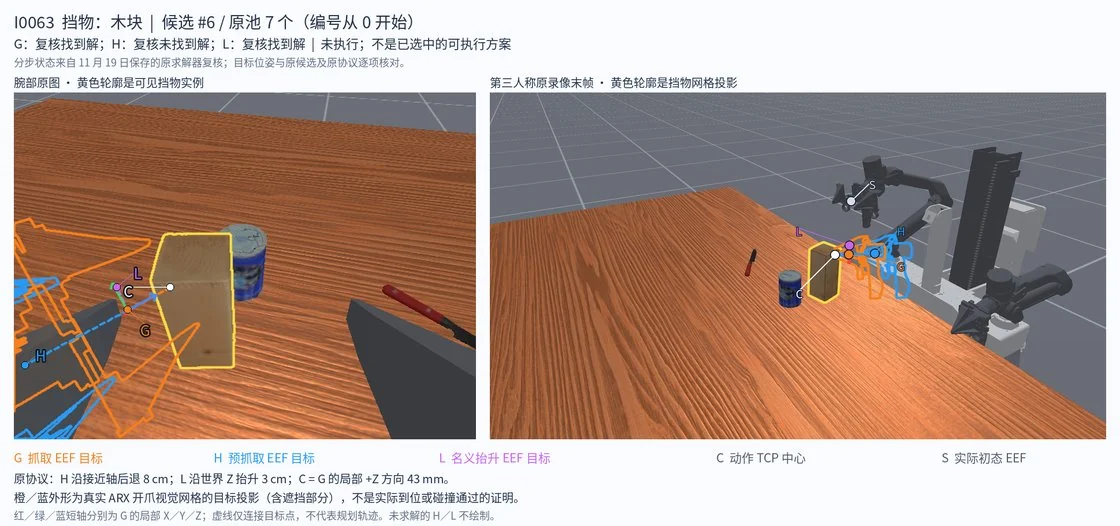 I0063 挡物：木块｜候选 #6 / 原池 7 个（编号从 0 开始）
G：复核找到解；H：复核未找到解；L：复核找到解｜未执行；不是已选中的可执行方案
分步状态来自 11 月 19 日保存的原求解器复核；目标位姿与原候选及原协议逐项核对。
腕部原图 · 黄色轮廓是可见挡物实例
第三人称原录像末帧 · 黄色轮廓是挡物网格投影
L
C
G
H
S
L
H
G
C
G 抓取 EEF 目标
H 预抓取 EEF 目标
L 名义抬升 EEF 目标
C 动作 TCP 中心
S 实际初态 EEF
原协议：H 沿接近轴后退 8 cm；L 沿世界 Z 抬升 3 cm；C = G 的局部 +Z 方向 43 mm。
橙／蓝外形为真实 ARX 开爪视觉网格的目标投影（含遮挡部分），不是实际到位或碰撞通过的证明。
红／绿／蓝短轴分别为 G 的局部 X／Y／Z；虚线仅连接目标点，不代表规划轨迹。未求解的 H／L 不绘制。